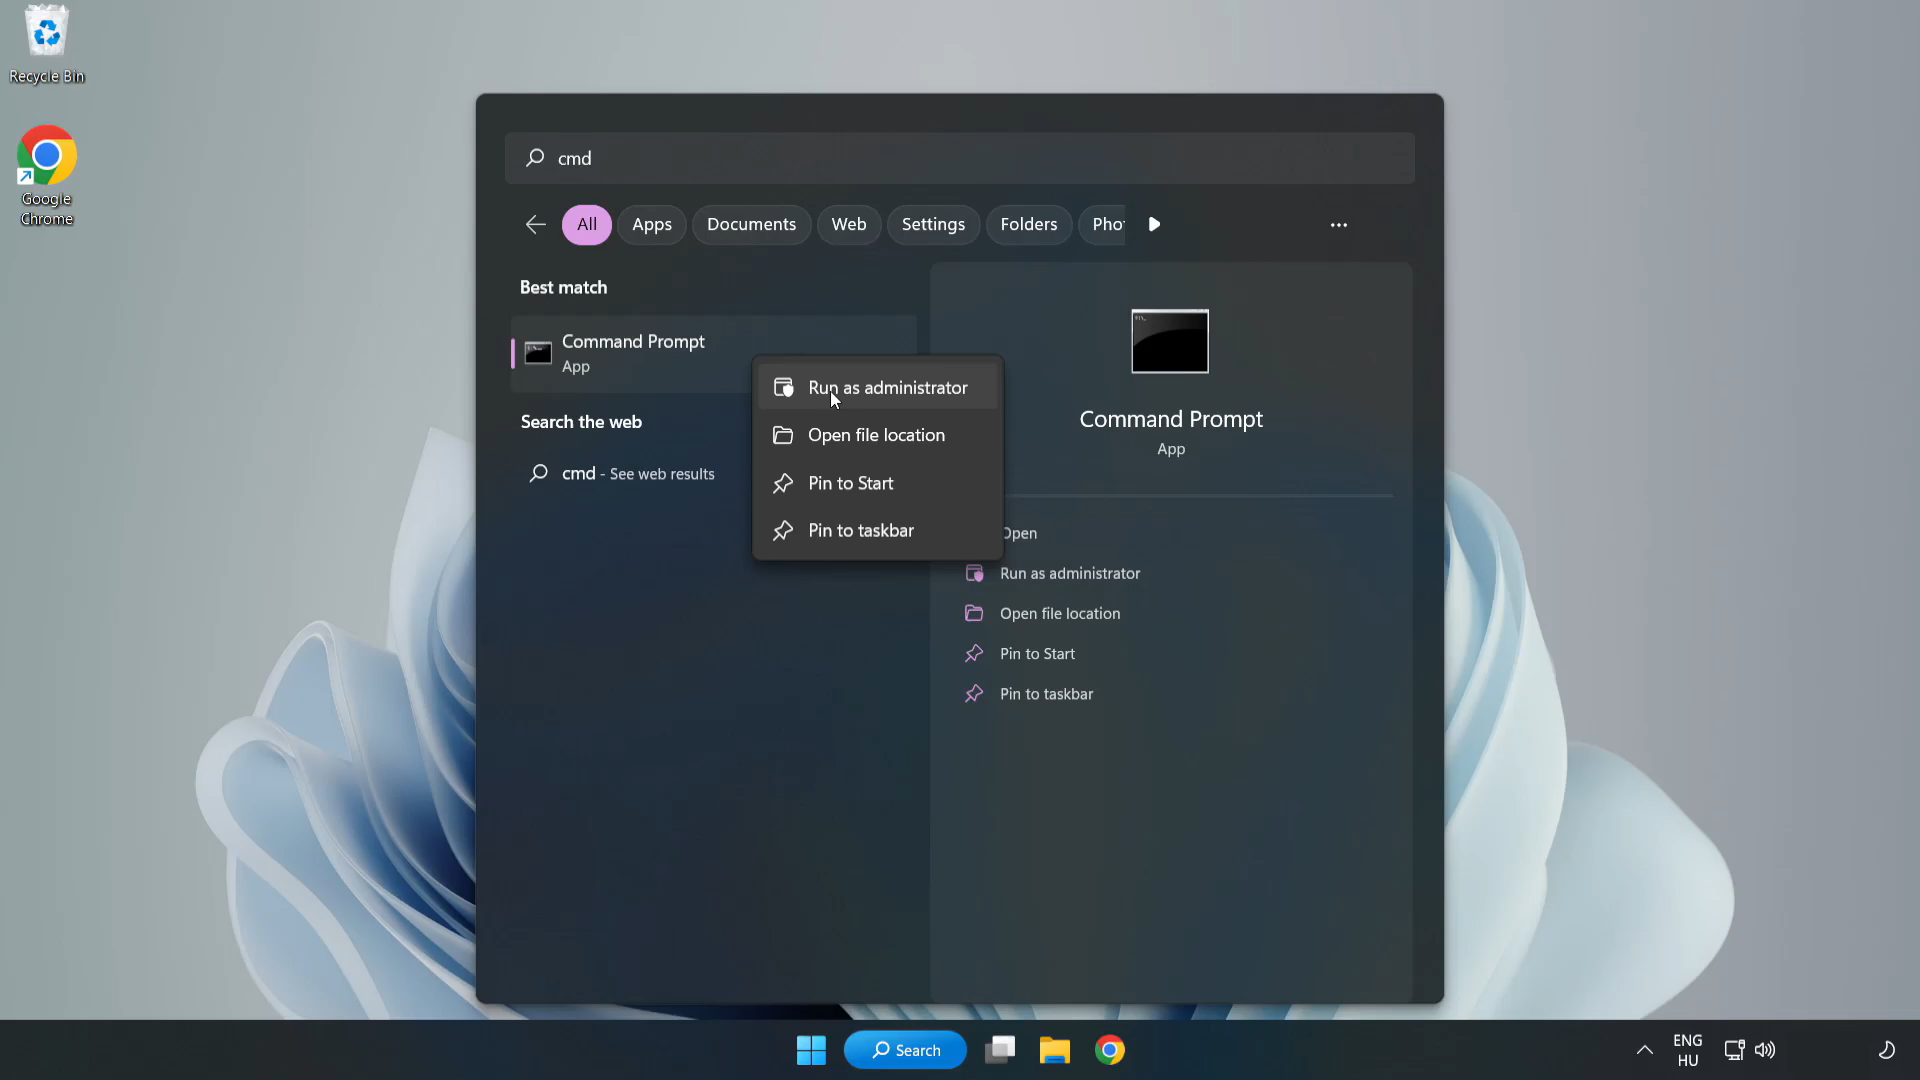 Recycle Bin
Google
Chrome
cmd
All
Apps
Documents
Web
Settings
Folders
Pho
Best match
Command Prompt
App
Search the web
cmd - See web results
Run as administrator
Open file location
Pin to Start
Pin to taskbar
Command Prompt
App
Open
Run as administrator
Open file location
Pin to Start
Pin to taskbar
Search
ENG
HU